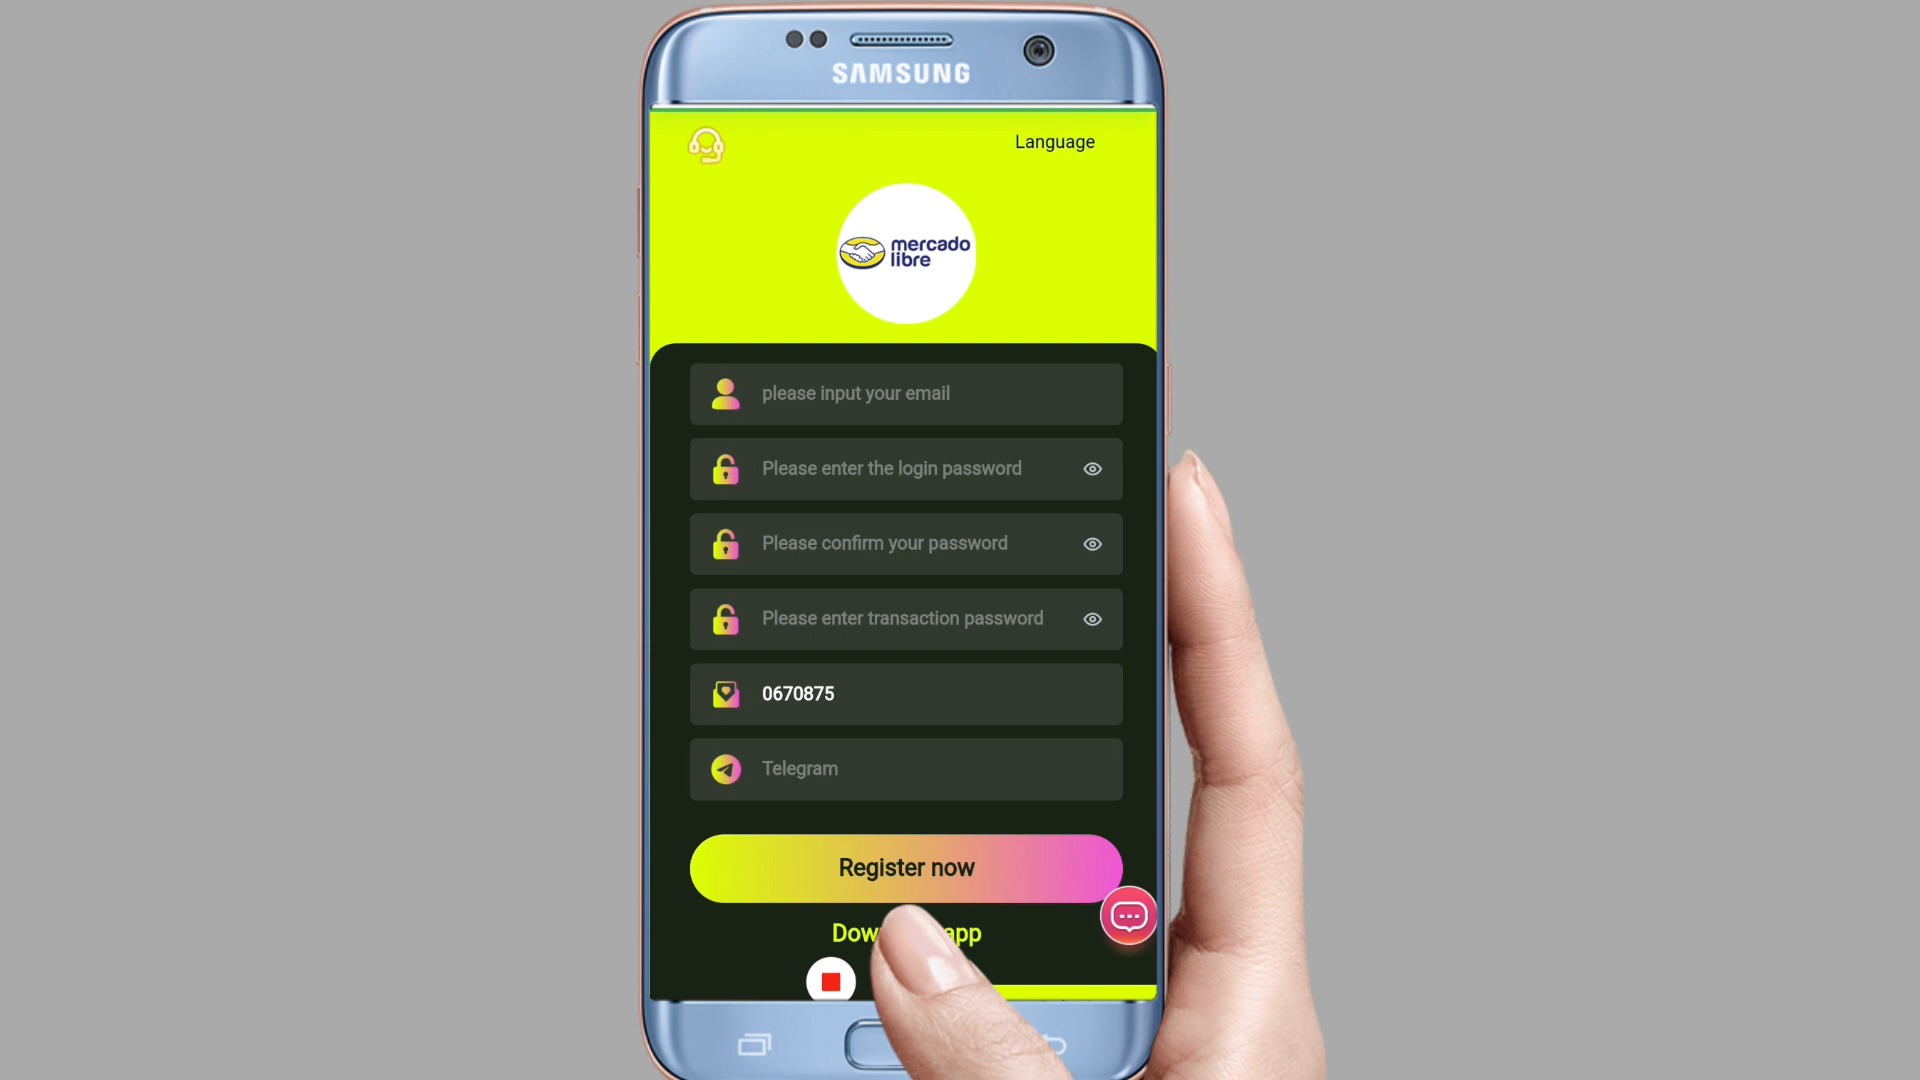 SAMSUNG
Language
mercado
libre
please input your email
Please enter the login password
Please confirm your password
Please enter transaction password
0670875
Telegram
Register now
app